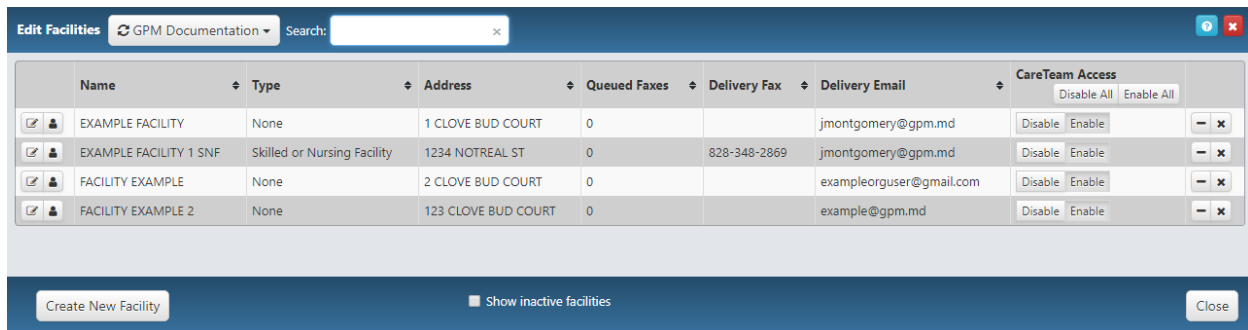 Edit Facilities GPM Documentation Search:
CareTeam Access
Name Type Address Queued Faxes Delivery Fax Delivery Email Disable All Enable All
EXAMPLE FACILITY None 1 CLOVE BUD COURT 0 jmontgomery@gpm.md Disable Enable
EXAMPLE FACILITY 1 SNF Skilled or Nursing Facility 1234 NOTREAL ST 0 828-348-2869 jmontgomery@gpm.md Disable Enable
FACILITY EXAMPLE None 2 CLOVE BUD COURT 0 exampleorguser@gmail.com Disable Enable
FACILITY EXAMPLE 2 None 123 CLOVE BUD COURT 0 example@gpm.md Disable Enable
Create New Facility Show inactive facilities Close